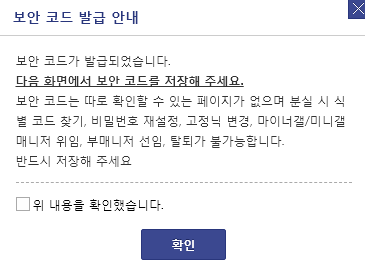 보안 코드 발급 안내
보안 코드가 발급되었습니다.
다음 화면에서 보안 코드를 저장해 주세요.
보안 코드는 따로 확인할 수 있는 페이지가 없으며 분실 시 식
별 코드 찾기, 비밀번호 재설정, 고정닉 변경, 마이너갤/미니갤
매니저 위임, 부매니저 선임, 탈퇴가 불가능합니다.
반드시 저장해 주세요
위 내용을 확인했습니다.
확인